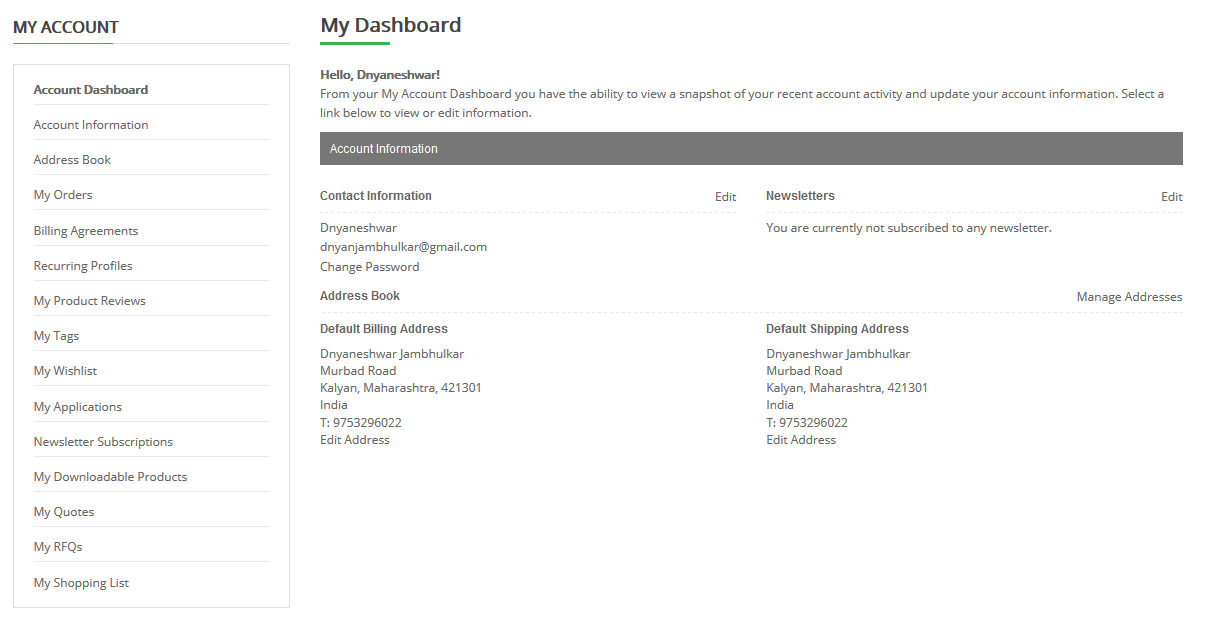 MY ACCOUNT
Account Dashboard
Account Information
Address Book
My Orders
Billing Agreements
Recurring Profiles
My Product Reviews
My Tags
My Wishlist
My Applications
Newsletter Subscriptions
My Downloadable Products
My Quotes
My RFQs
My Shopping List
My Dashboard
Hello, Dnyaneshwar!
From your My Account Dashboard you have the ability to view a snapshot of your recent account activity and update your account information. Select a
link below to view or edit information.
Account Information
Contact Information Edit
Dnyaneshwar
dnyanjambhulkar@gmail.com
Change Password
Newsletters Edit
You are currently not subscribed to any newsletter.
Address Book Manage Addresses
Default Billing Address
Dnyaneshwar Jambhulkar
Murbad Road
Kalyan, Maharashtra, 421301
India
T: 9753296022
Edit Address
Default Shipping Address
Dnyaneshwar Jambhulkar
Murbad Road
Kalyan, Maharashtra, 421301
India
T: 9753296022
Edit Address